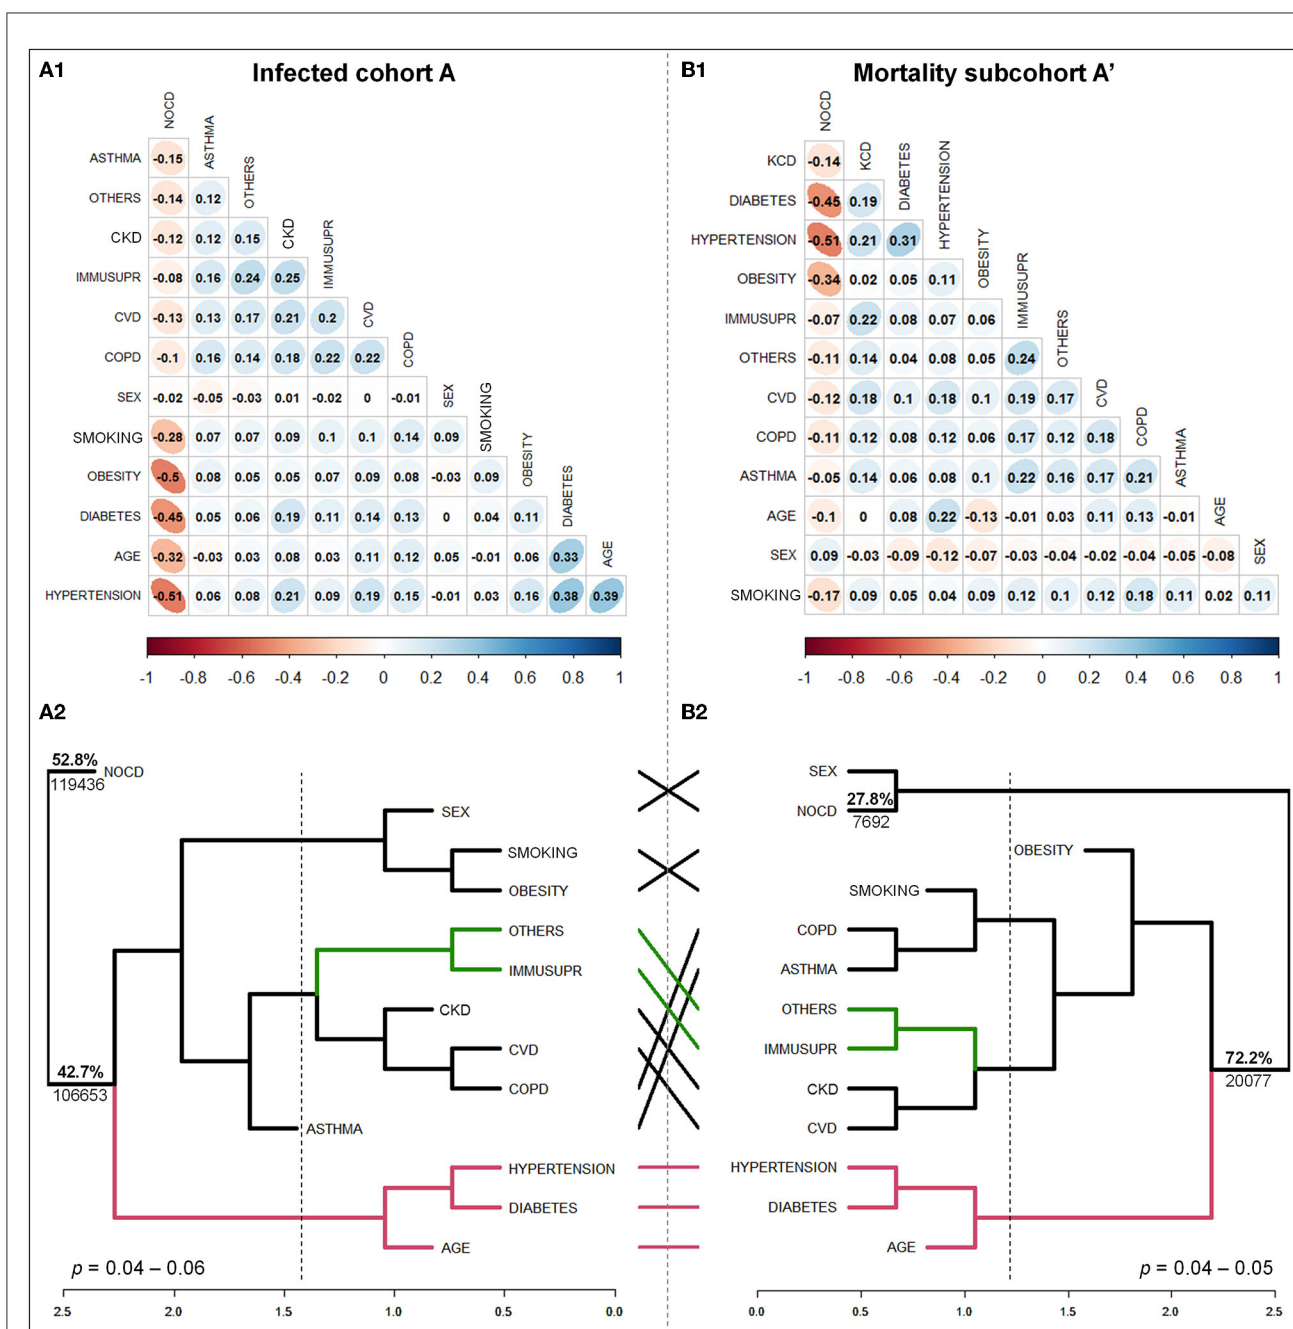 A1
Infected cohort A
NOCD
ASTHMA -0.15 ASTHMA
OTHERS -0.14 0.12 OTHERS
CKD -0.12 0.12 0.15 CKD
IMMUSUPR -0.08 0.16 0.24 0.25 IMMUSUPR
CVD -0.13 0.13 0.17 0.21 0.2 CVD
COPD -0.1 0.16 0.14 0.18 0.22 0.22 COPD
SEX -0.02 -0.05 -0.03 0.01 -0.02 0 -0.01 SEX
SMOKING -0.28 0.07 0.07 0.09 0.1 0.1 0.14 0.09 SMOKING
OBESITY -0.5 0.08 0.05 0.05 0.07 0.09 0.08 -0.03 0.09 OBESITY
DIABETES -0.45 0.05 0.06 0.19 0.11 0.14 0.13 0 0.04 0.11 DIABETES
AGE -0.32 -0.03 0.03 0.08 0.03 0.11 0.12 0.05 -0.01 0.06 0.33 AGE
HYPERTENSION -0.51 0.06 0.08 0.21 0.09 0.19 0.15 -0.01 0.03 0.16 0.38 0.39
-1 -0.8 -0.6 -0.4 -0.2 0 0.2 0.4 0.6 0.8 1
B1
Mortality subcohort A’
NOCD
KCD -0.14 KCD
DIABETES -0.45 0.19 DIABETES
HYPERTENSION -0.51 0.21 0.31 HYPERTENSION
OBESITY -0.34 0.02 0.05 0.11 OBESITY
IMMUSUPR -0.07 0.22 0.08 0.07 0.06 IMMUSUPR
OTHERS -0.11 0.14 0.04 0.08 0.05 0.24 OTHERS
CVD -0.12 0.18 0.1 0.18 0.1 0.19 0.17 CVD
COPD -0.11 0.12 0.08 0.12 0.06 0.17 0.12 0.18 COPD
ASTHMA -0.05 0.14 0.06 0.08 0.1 0.22 0.16 0.17 0.21 ASTHMA
AGE -0.1 0 0.08 0.22 -0.13 -0.01 0.03 0.11 0.13 -0.01 AGE
SEX 0.09 -0.03 -0.09 -0.12 -0.07 -0.03 -0.04 -0.02 -0.04 -0.05 -0.08 SEX
SMOKING -0.17 0.09 0.05 0.04 0.09 0.12 0.1 0.12 0.18 0.11 0.02 0.11
-1 -0.8 -0.6 -0.4 -0.2 0 0.2 0.4 0.6 0.8 1
A2
52.8%
NOCD
119436
SEX
SMOKING
OBESITY
OTHERS
IMMUSUPR
CKD
CVD
42.7%
COPD
106653
ASTHMA
HYPERTENSION
DIABETES
AGE
p = 0.04 – 0.06
2.5 2.0 1.5 1.0 0.5 0.0
B2
SEX
27.8%
NOCD
7692
OBESITY
SMOKING
COPD
ASTHMA
OTHERS
IMMUSUPR
72.2%
20077
CKD
CVD
HYPERTENSION
DIABETES
AGE
p = 0.04 – 0.05
0.0 0.5 1.0 1.5 2.0 2.5